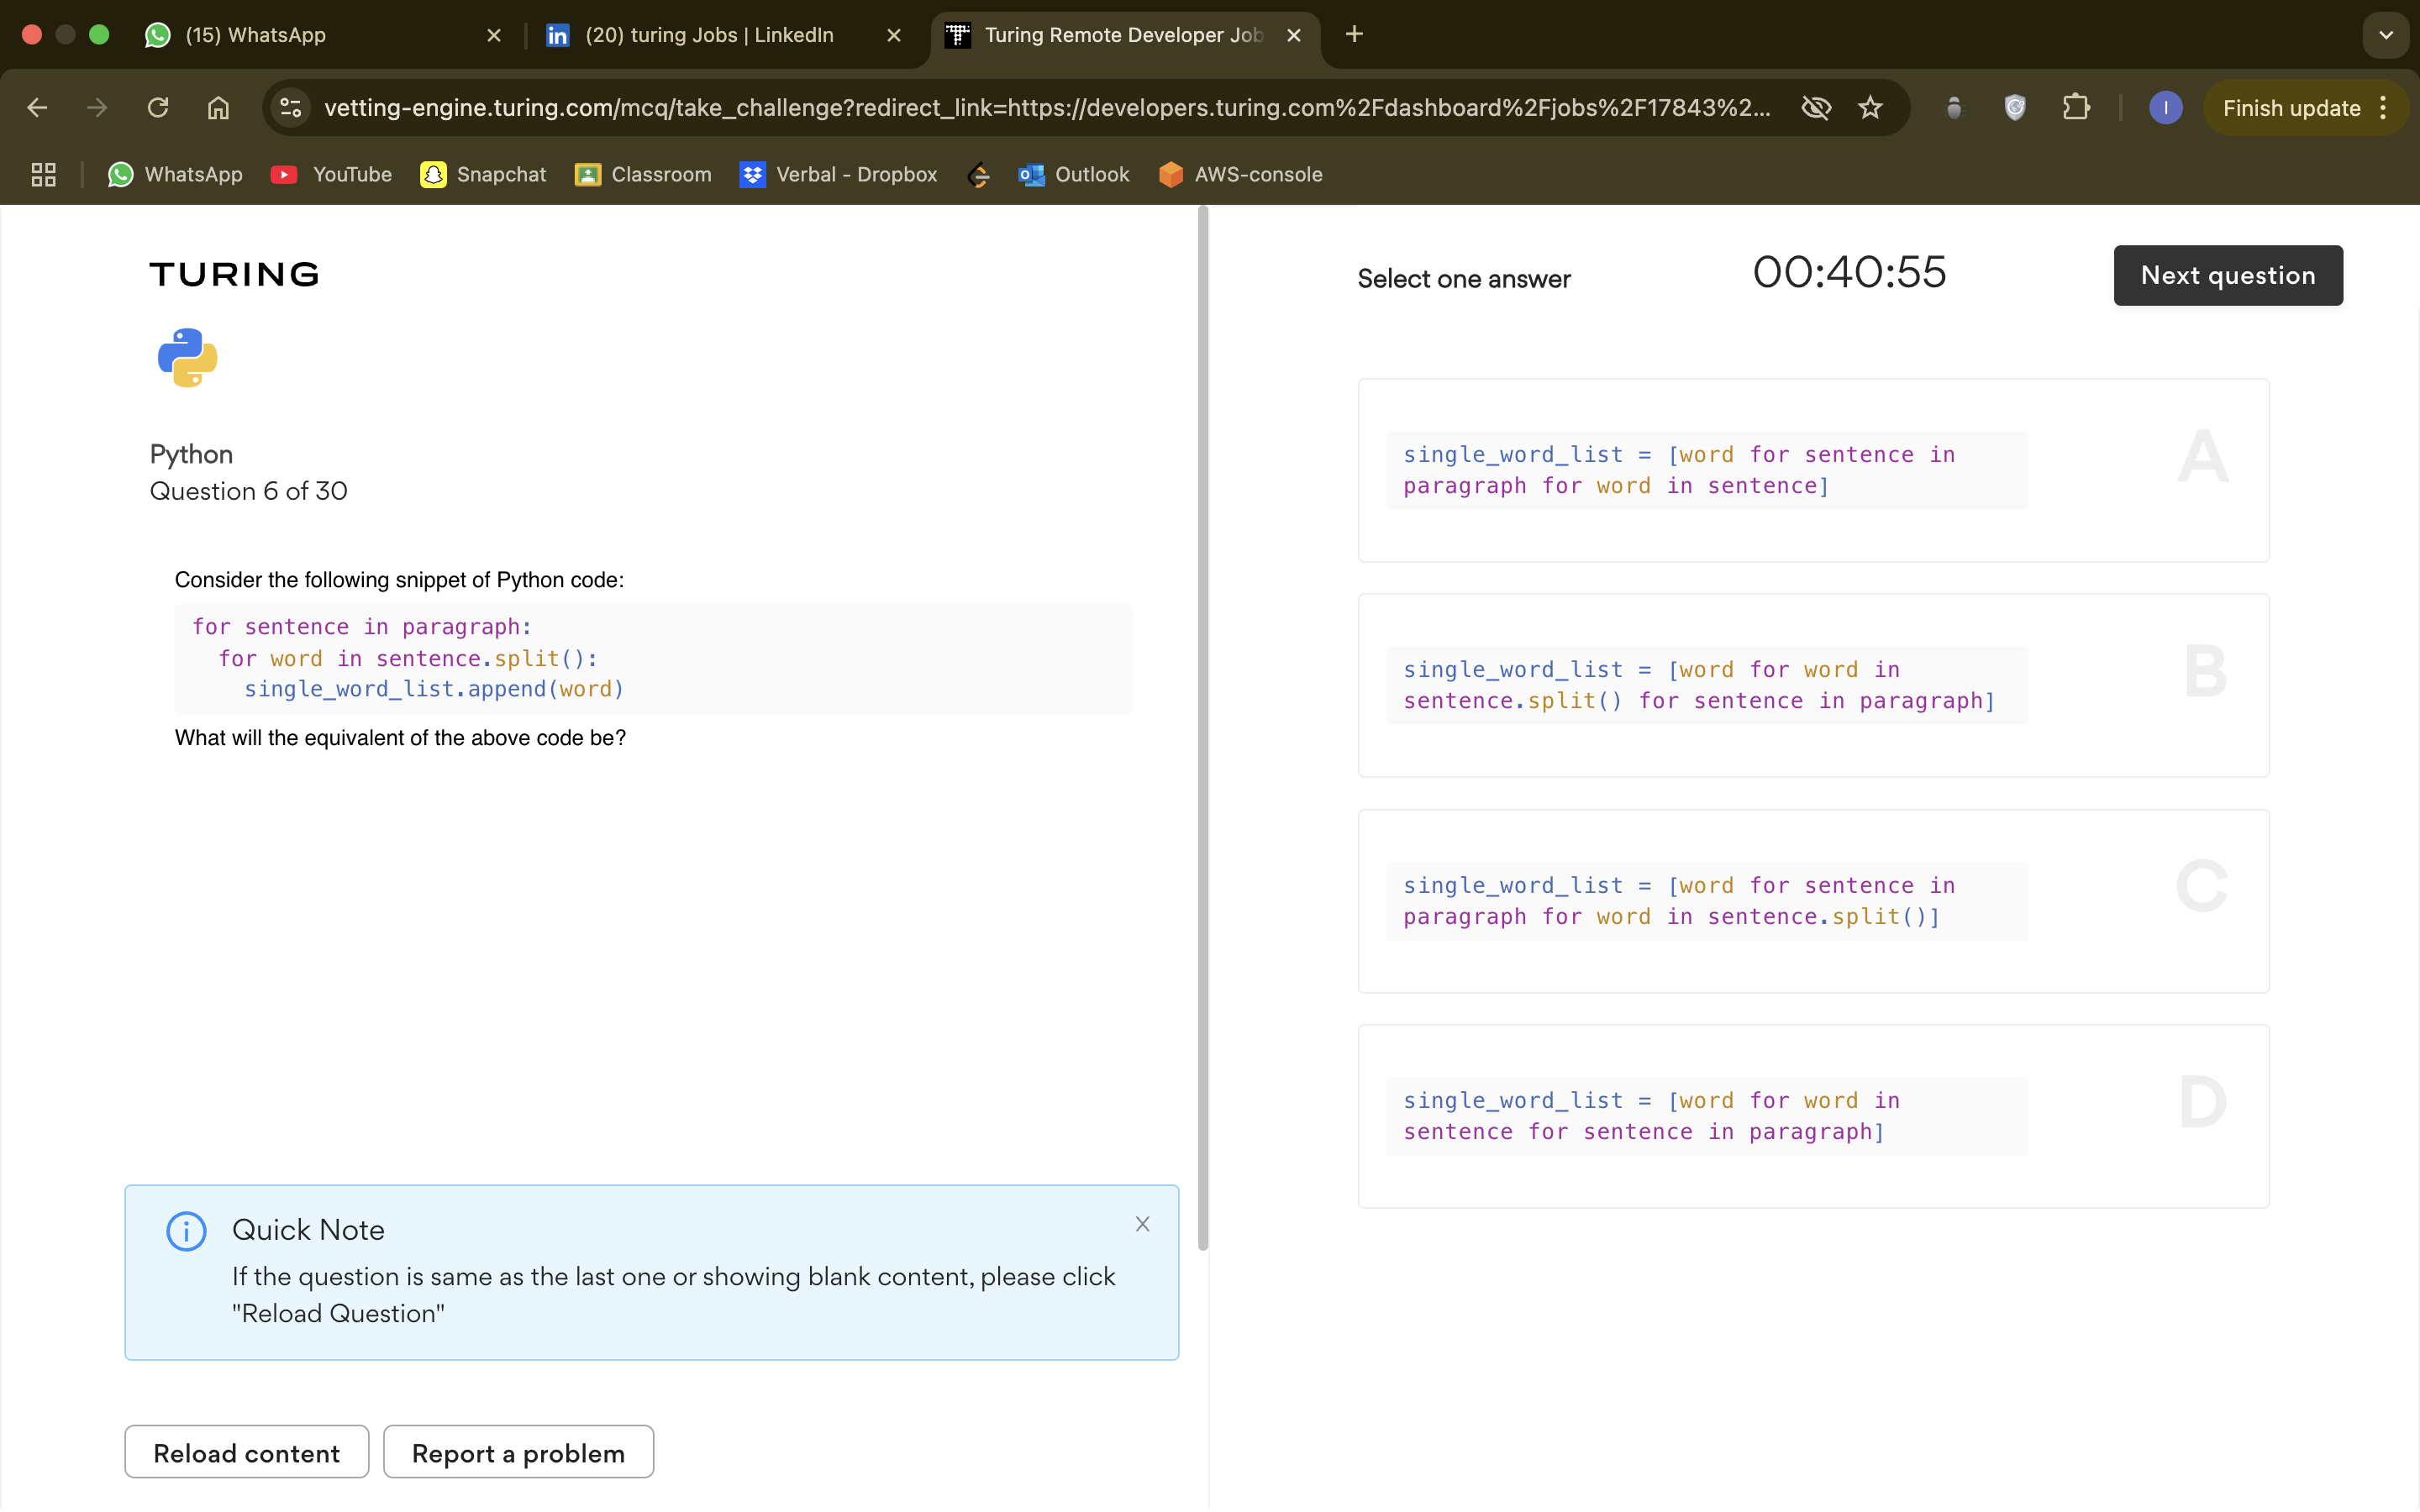 (15) WhatsApp
(20) turing Jobs | LinkedIn
Turing Remote Developer Job
vetting-engine.turing.com/mcq/take_challenge?redirect_link=https://developers.turing.com%2Fdashboard%2Fjobs%2F17843%2...
I
Finish update
WhatsApp
YouTube
Snapchat
Classroom
Verbal - Dropbox
Outlook
AWS-console
TURING
Python
Question 6 of 30
Consider the following snippet of Python code:
for sentence in paragraph:
  for word in sentence.split():
    single_word_list.append(word)
What will the equivalent of the above code be?
Quick Note
If the question is same as the last one or showing blank content, please click
"Reload Question"
Reload content
Report a problem
Select one answer
00:40:55
Next question
single_word_list = [word for sentence in
paragraph for word in sentence]
A
single_word_list = [word for word in
sentence.split() for sentence in paragraph]
B
single_word_list = [word for sentence in
paragraph for word in sentence.split()]
C
single_word_list = [word for word in
sentence for sentence in paragraph]
D